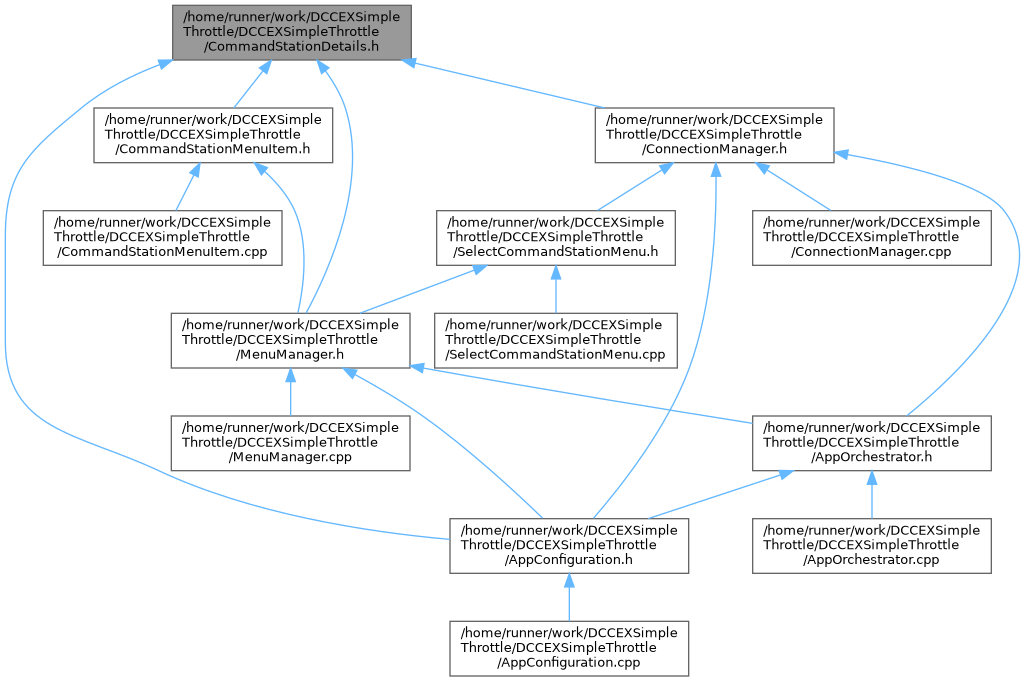 /home/runner/work/DCCEXSimple
Throttle/DCCEXSimpleThrottle
/CommandStationDetails.h
/home/runner/work/DCCEXSimple
Throttle/DCCEXSimpleThrottle
/CommandStationMenuItem.h
/home/runner/work/DCCEXSimple
Throttle/DCCEXSimpleThrottle
/ConnectionManager.h
/home/runner/work/DCCEXSimple
Throttle/DCCEXSimpleThrottle
/CommandStationMenuItem.cpp
/home/runner/work/DCCEXSimple
Throttle/DCCEXSimpleThrottle
/SelectCommandStationMenu.h
/home/runner/work/DCCEXSimple
Throttle/DCCEXSimpleThrottle
/ConnectionManager.cpp
/home/runner/work/DCCEXSimple
Throttle/DCCEXSimpleThrottle
/MenuManager.h
/home/runner/work/DCCEXSimple
Throttle/DCCEXSimpleThrottle
/SelectCommandStationMenu.cpp
/home/runner/work/DCCEXSimple
Throttle/DCCEXSimpleThrottle
/MenuManager.cpp
/home/runner/work/DCCEXSimple
Throttle/DCCEXSimpleThrottle
/AppOrchestrator.h
/home/runner/work/DCCEXSimple
Throttle/DCCEXSimpleThrottle
/AppConfiguration.h
/home/runner/work/DCCEXSimple
Throttle/DCCEXSimpleThrottle
/AppOrchestrator.cpp
/home/runner/work/DCCEXSimple
Throttle/DCCEXSimpleThrottle
/AppConfiguration.cpp